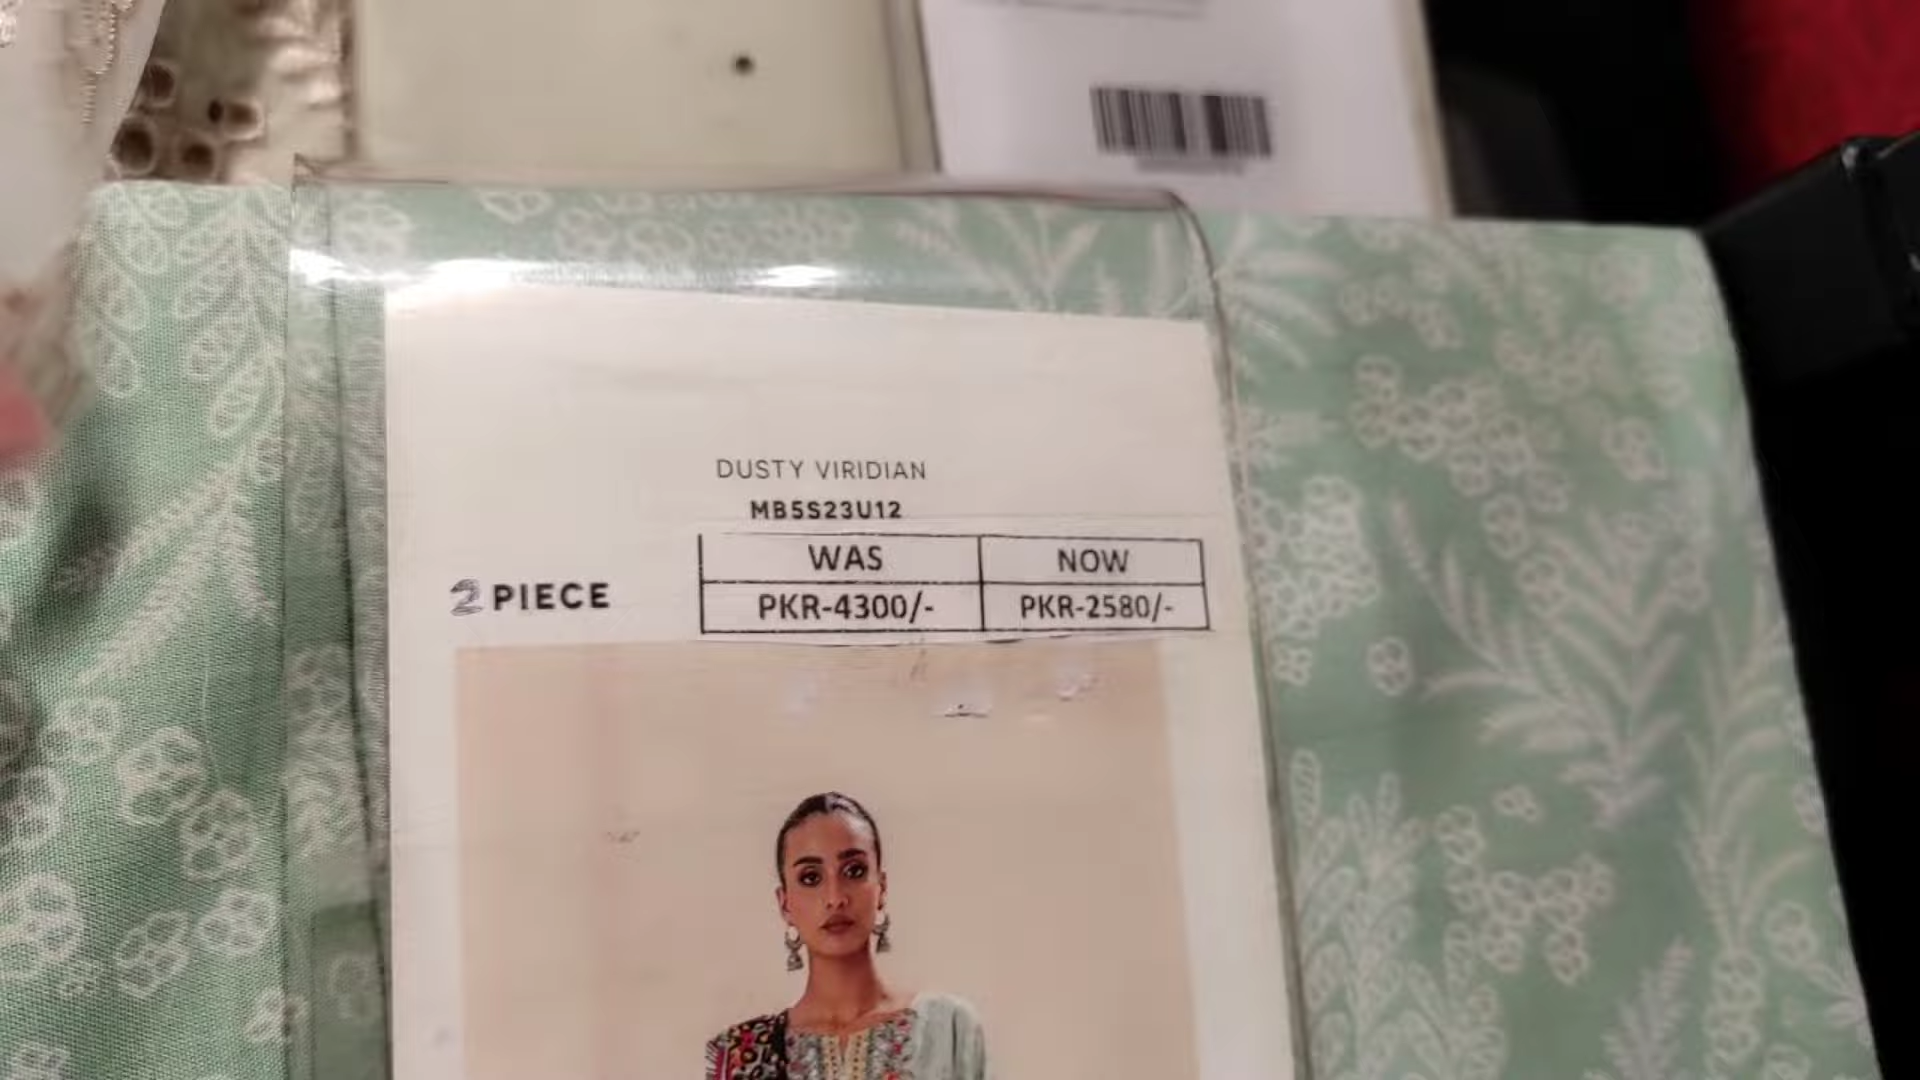 DUSTY VIRIDIAN
MB5S23U12
WAS NOW
2 PIECE PKR-4300/- PKR-2580/-